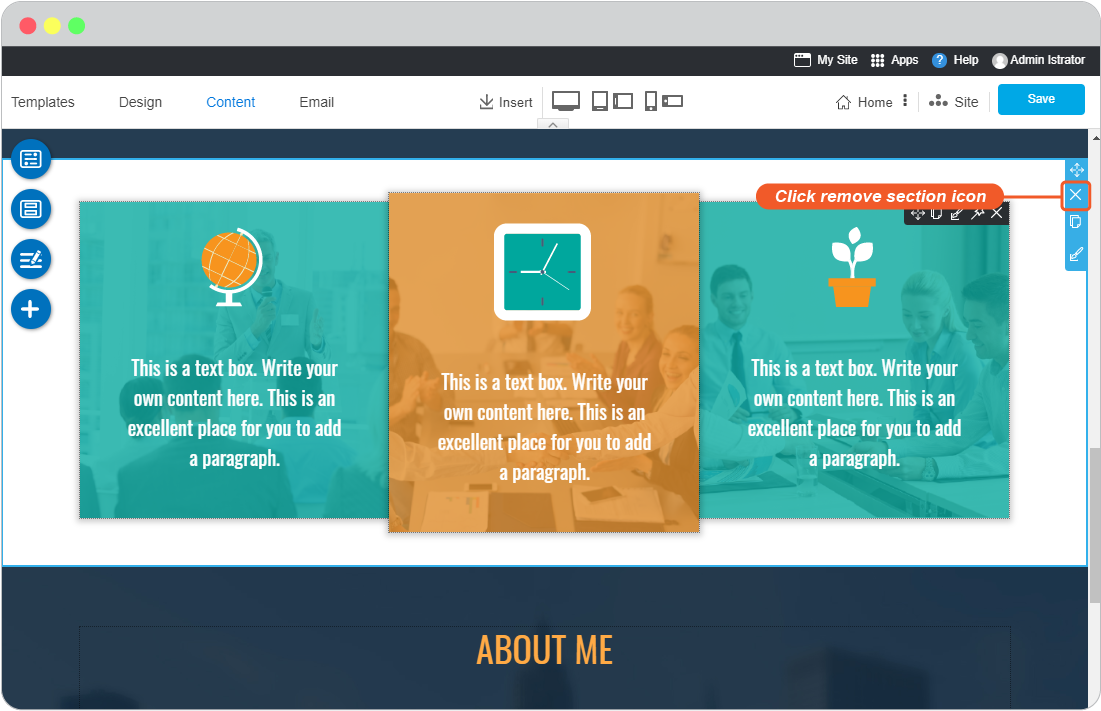 My Site Apps ? Help Admin Istrator
Templates Design Content Email Insert Home Site Save
Click remove section icon
This is a text box. Write your
own content here. This is an
excellent place for you to add
a paragraph.
This is a text box. Write your
own content here. This is an
excellent place for you to add
a paragraph.
This is a text box. Write your
own content here. This is an
excellent place for you to add
a paragraph.
ABOUT ME